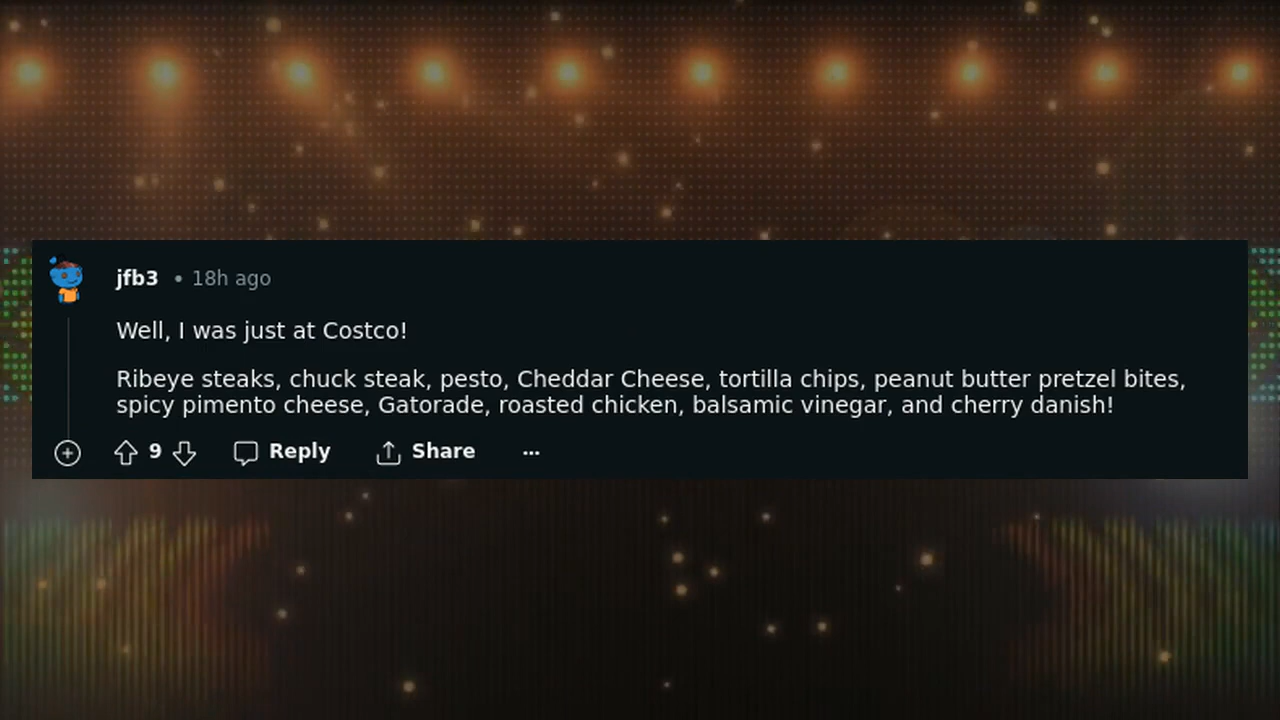 jfb3 • 18h ago
Well, I was just at Costco!
Ribeye steaks, chuck steak, pesto, Cheddar Cheese, tortilla chips, peanut butter pretzel bites,
spicy pimento cheese, Gatorade, roasted chicken, balsamic vinegar, and cherry danish!
9 Reply Share ...